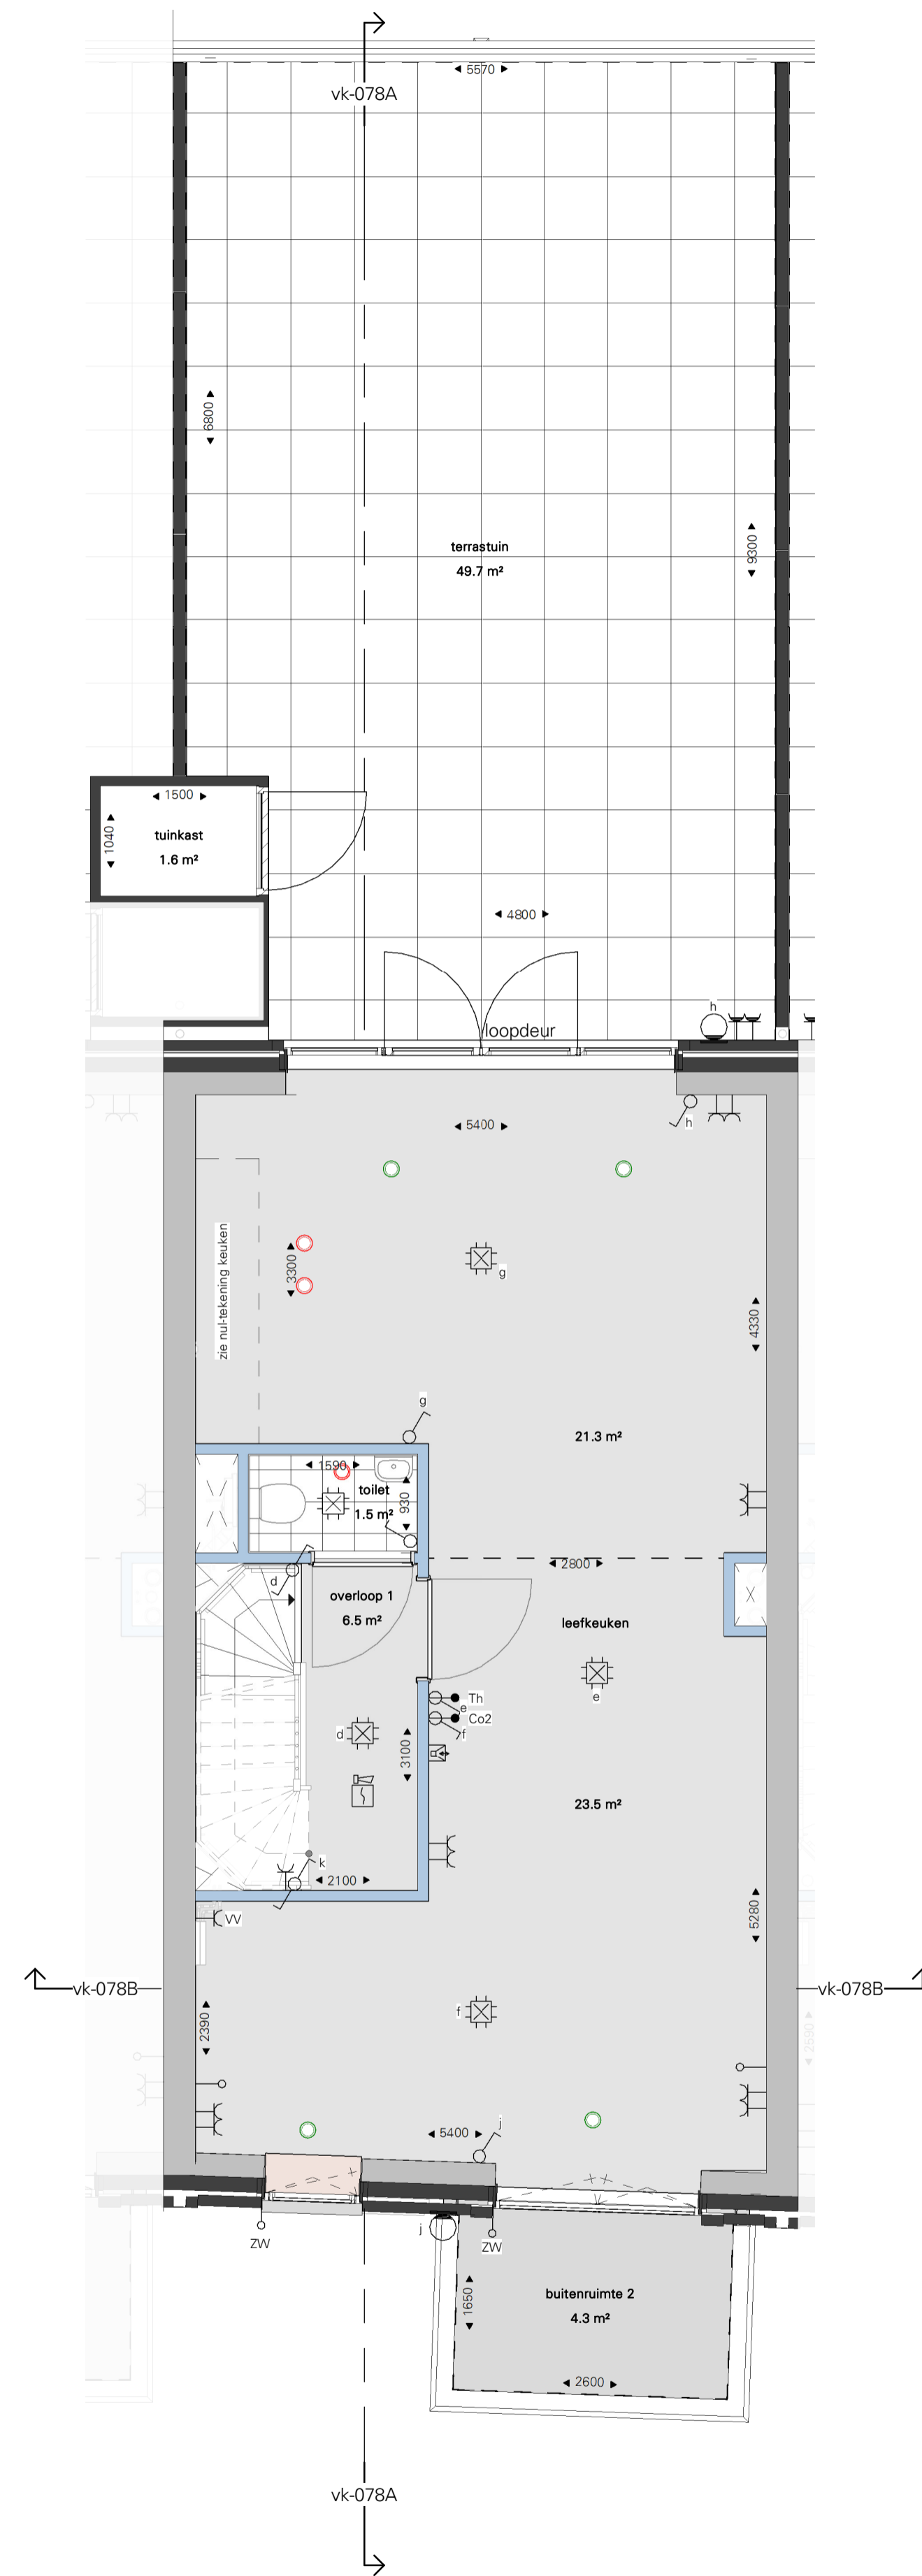 vk-078A
5570
6800
9300
terrastuin
49.7 m²
1500
1040
tuinkast
1.6 m²
4800
h
loopdeur
5400
h
zie nul-tekening keuken
3300
g
4330
g
21.3 m²
1590
toilet
1.5 m²
930
2800
d
overloop 1
6.5 m²
leefkeuken
e
Th
e
Co2
f
d
3100
23.5 m²
k
2100
VV
5280
vk-078B
vk-078B
2390
2590
f
5400
j
ZW
j
ZW
buitenruimte 2
4.3 m²
1650
2600
vk-078A